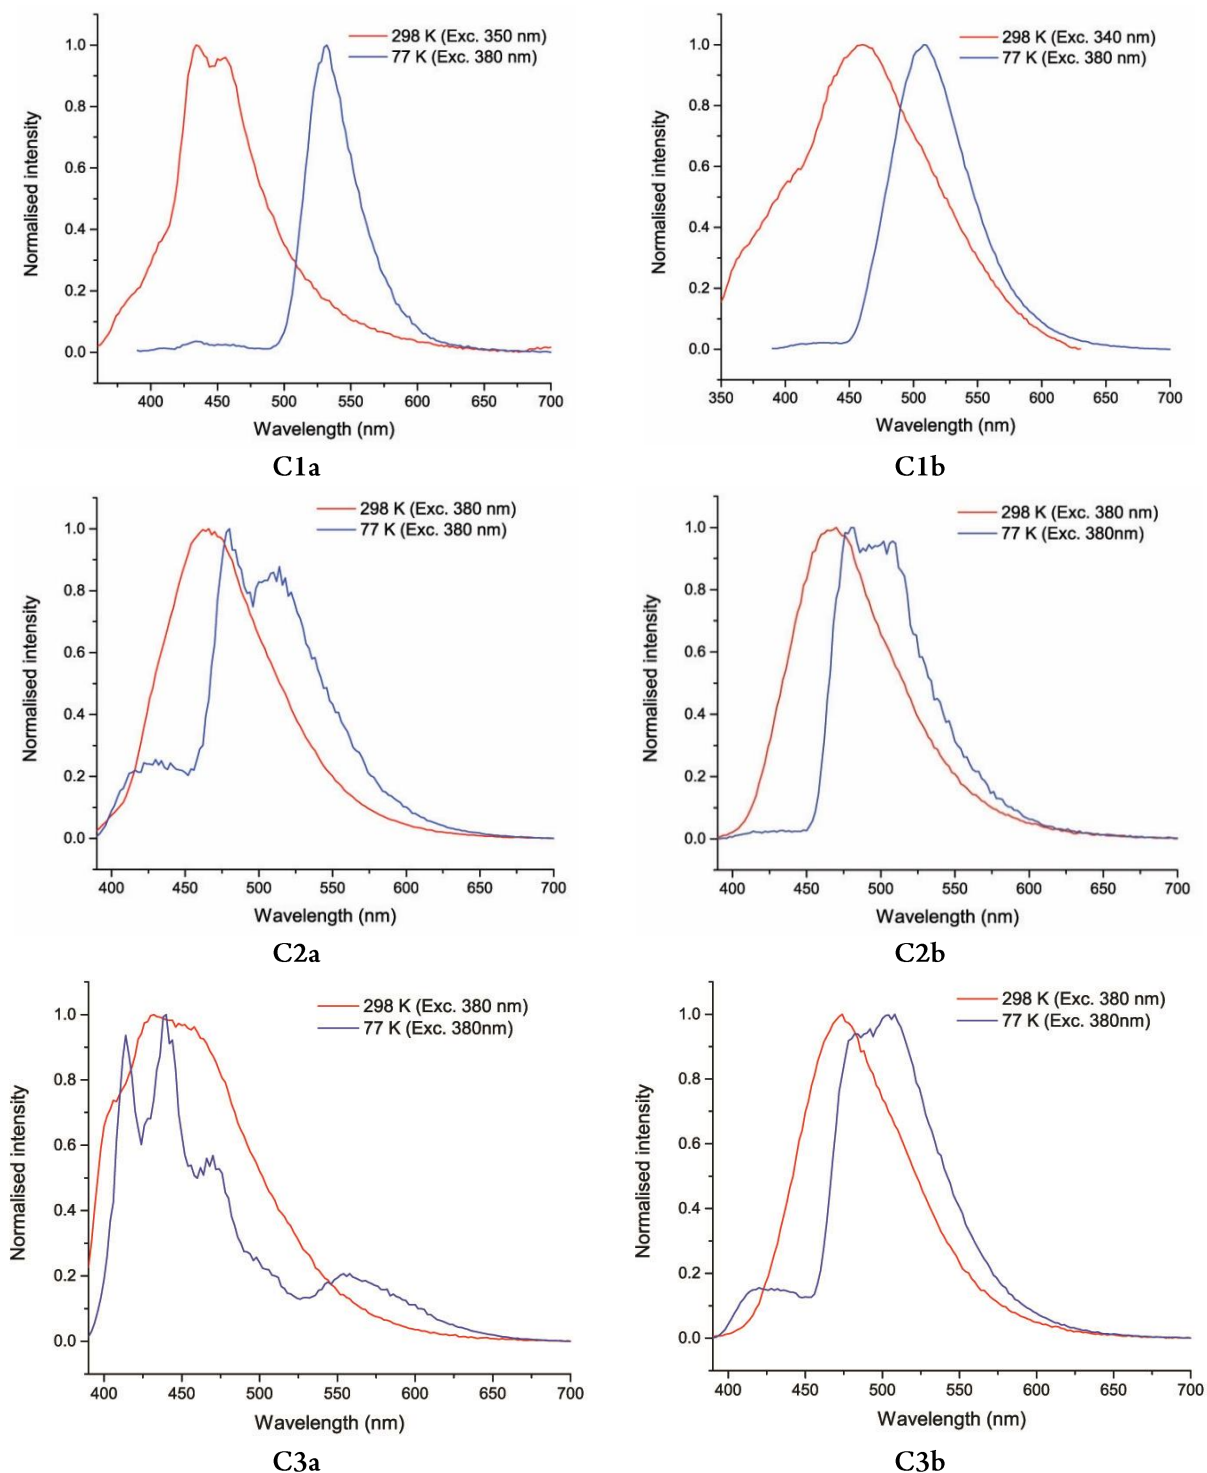 298 K (Exc. 350 nm)
77 K (Exc. 380 nm)
1.0
0.8
0.6
0.4
0.2
0.0
Normalised intensity
400 450 500 550 600 650 700
Wavelength (nm)
C1a
298 K (Exc. 340 nm)
77 K (Exc. 380 nm)
1.0
0.8
0.6
0.4
0.2
0.0
Normalised intensity
350 400 450 500 550 600 650 700
Wavelength (nm)
C1b
298 K (Exc. 380 nm)
77 K (Exc. 380 nm)
1.0
0.8
0.6
0.4
0.2
0.0
Normalised intensity
400 450 500 550 600 650 700
Wavelength (nm)
C2a
298 K (Exc. 380 nm)
77 K (Exc. 380nm)
1.0
0.8
0.6
0.4
0.2
0.0
Normalised intensity
400 450 500 550 600 650 700
Wavelength (nm)
C2b
298 K (Exc. 380 nm)
77 K (Exc. 380nm)
1.0
0.8
0.6
0.4
0.2
0.0
Normalised intensity
400 450 500 550 600 650 700
Wavelength (nm)
C3a
298 K (Exc. 380 nm)
77 K (Exc. 380nm)
1.0
0.8
0.6
0.4
0.2
0.0
Normalised intensity
400 450 500 550 600 650 700
Wavelength (nm)
C3b